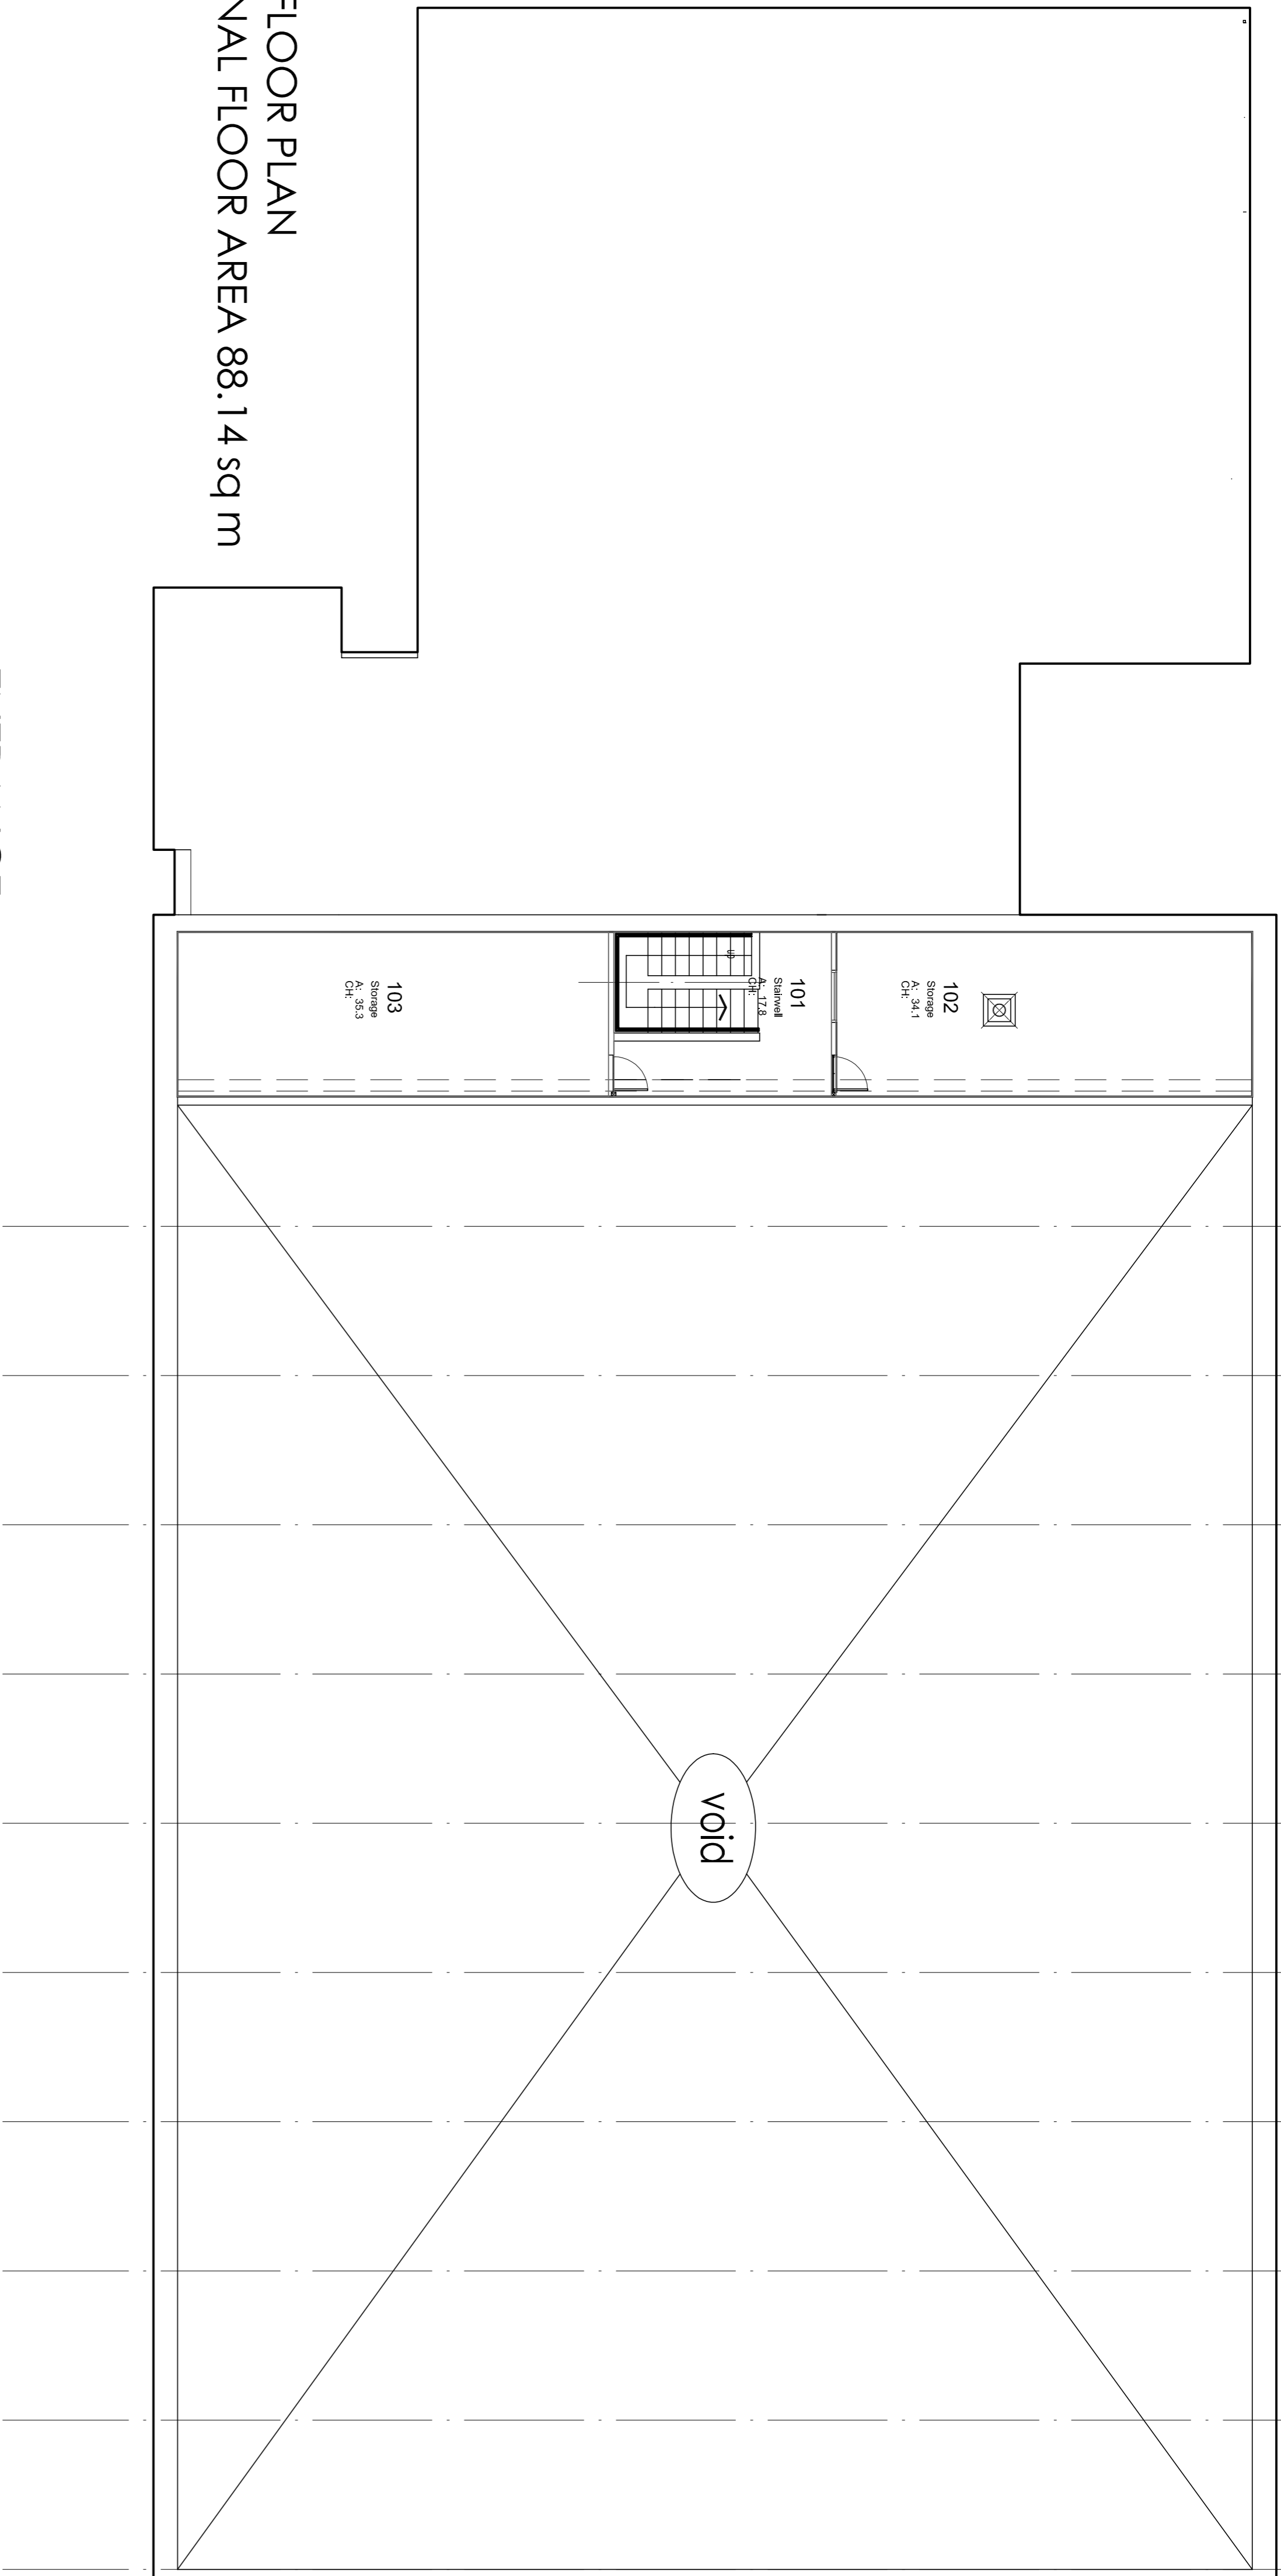 FLOOR PLAN
NAL FLOOR AREA 88.14 sq m
102
Storage
A: 34.1
CH:
101
Stairwell
A: 17.8
CH:
up
103
Storage
A: 35.3
CH:
void